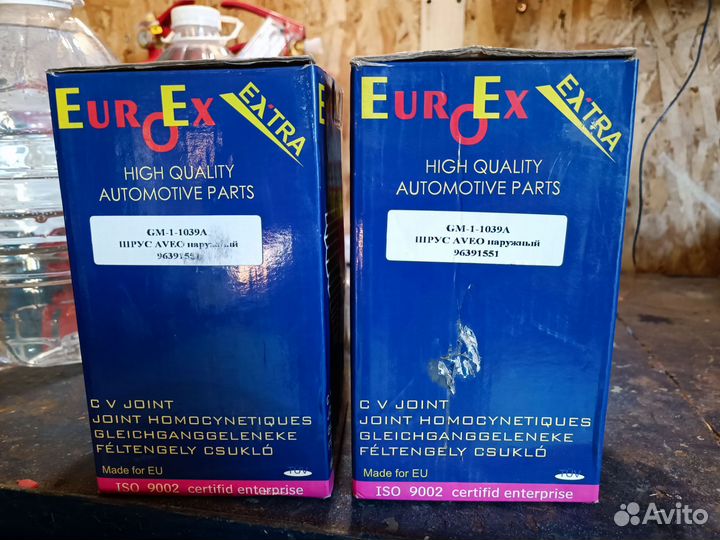 EUROEX
EXTRA
HIGH QUALITY
AUTOMOTIVE PARTS
GM-1-1039A
ШРУС AVEO наружный
96391551
C V JOINT
JOINT HOMOCYNETIQUES
GLEICHGANGGELENEKE
FÉLTENGELY CSUKLÓ
Made for EU
TÜV
ISO 9002 certifid enterprise
EUROEX
EXTRA
HIGH QUALITY
AUTOMOTIVE PARTS
GM-1-1039A
ШРУС AVEO наружный
96391551
C V JOINT
JOINT HOMOCYNETIQUES
GLEICHGANGGELENEKE
FÉLTENGELY CSUKLÓ
Made for EU
TÜV
ISO 9002 certifid enterprise
Avito